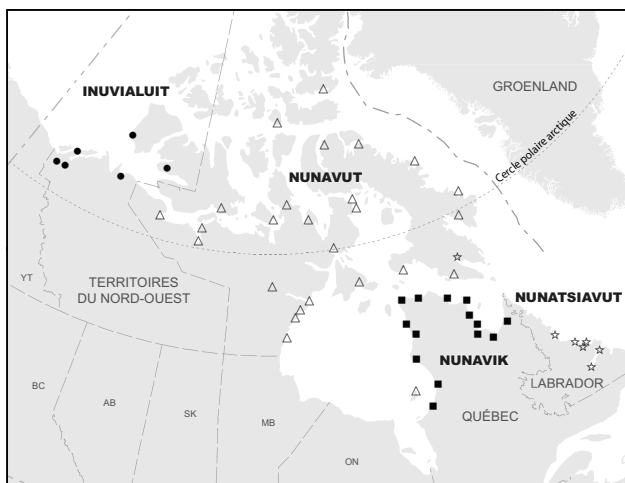 INUVIALUIT
GROENLAND
Cercle polaire arctique
NUNAVUT
YT
TERRITOIRES
DU NORD-OUEST
NUNATSIAVUT
NUNAVIK
LABRADOR
QUÉBEC
BC
AB
SK
MB
ON